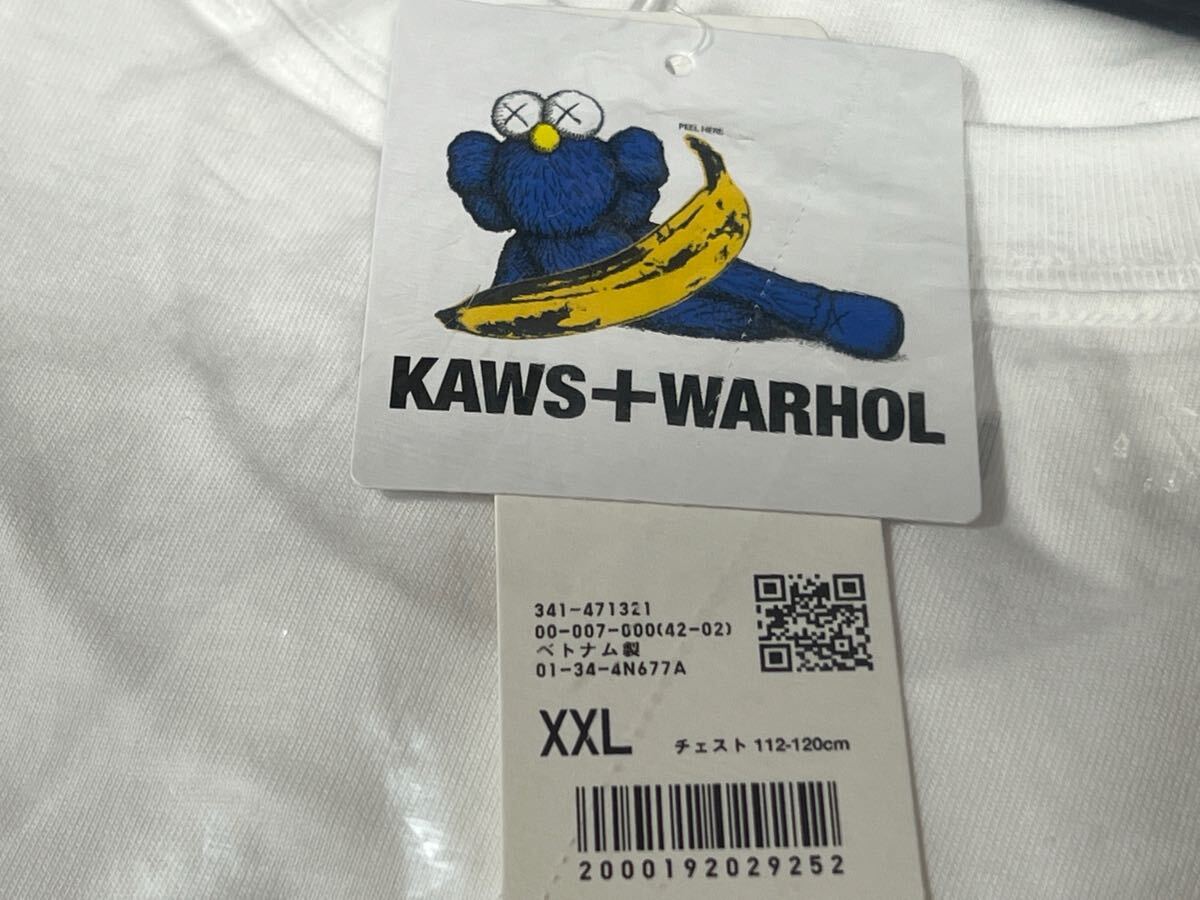 PEEL HERE
KAWS+WARHOL
341-471321
00-007-000(42-02)
ベトナム製
01-34-4N677A
XXL チェスト 112-120cm
2000192029252